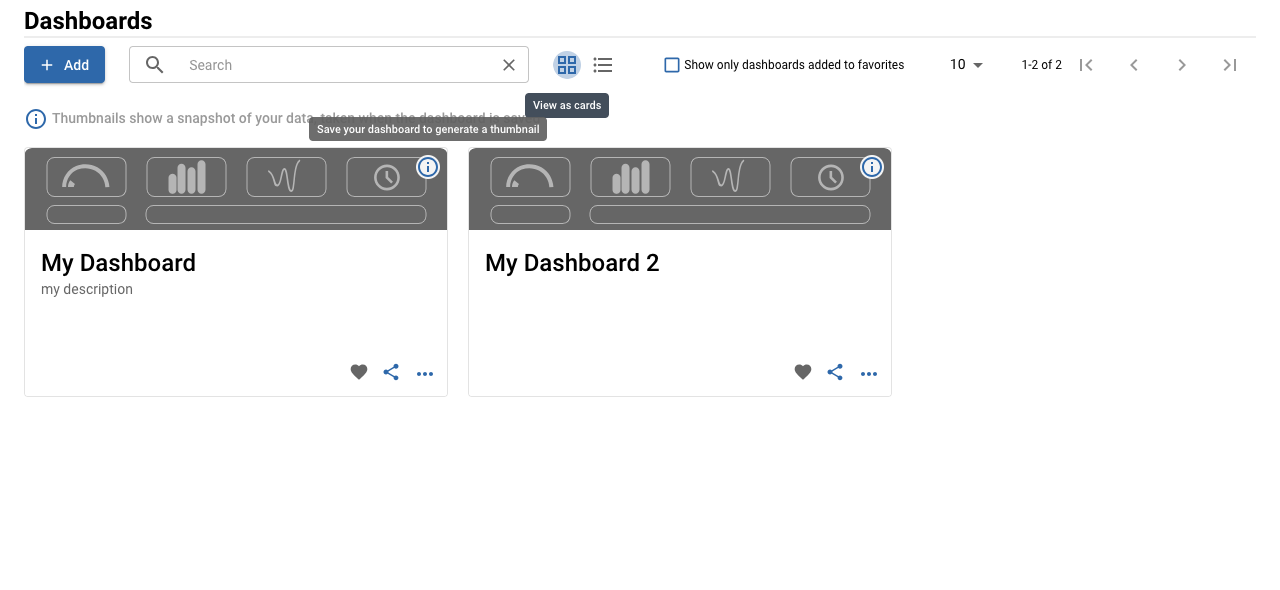 Dashboards
Add
Search
Show only dashboards added to favorites
10
1-2 of 2
View as cards
Thumbnails show a snapshot of your data, taken when the dashboard is
Save your dashboard to generate a thumbnail
My Dashboard
my description
My Dashboard 2